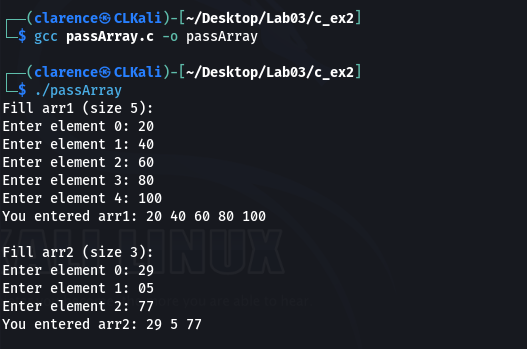 ┌──(clarence㉿CLKali)-[~/Desktop/Lab03/c_ex2]
└─$ gcc passArray.c -o passArray
┌──(clarence㉿CLKali)-[~/Desktop/Lab03/c_ex2]
└─$ ./passArray
Fill arr1 (size 5):
Enter element 0: 20
Enter element 1: 40
Enter element 2: 60
Enter element 3: 80
Enter element 4: 100
You entered arr1: 20 40 60 80 100
Fill arr2 (size 3):
Enter element 0: 29
Enter element 1: 05
Enter element 2: 77
You entered arr2: 29 5 77
KALI LINUX